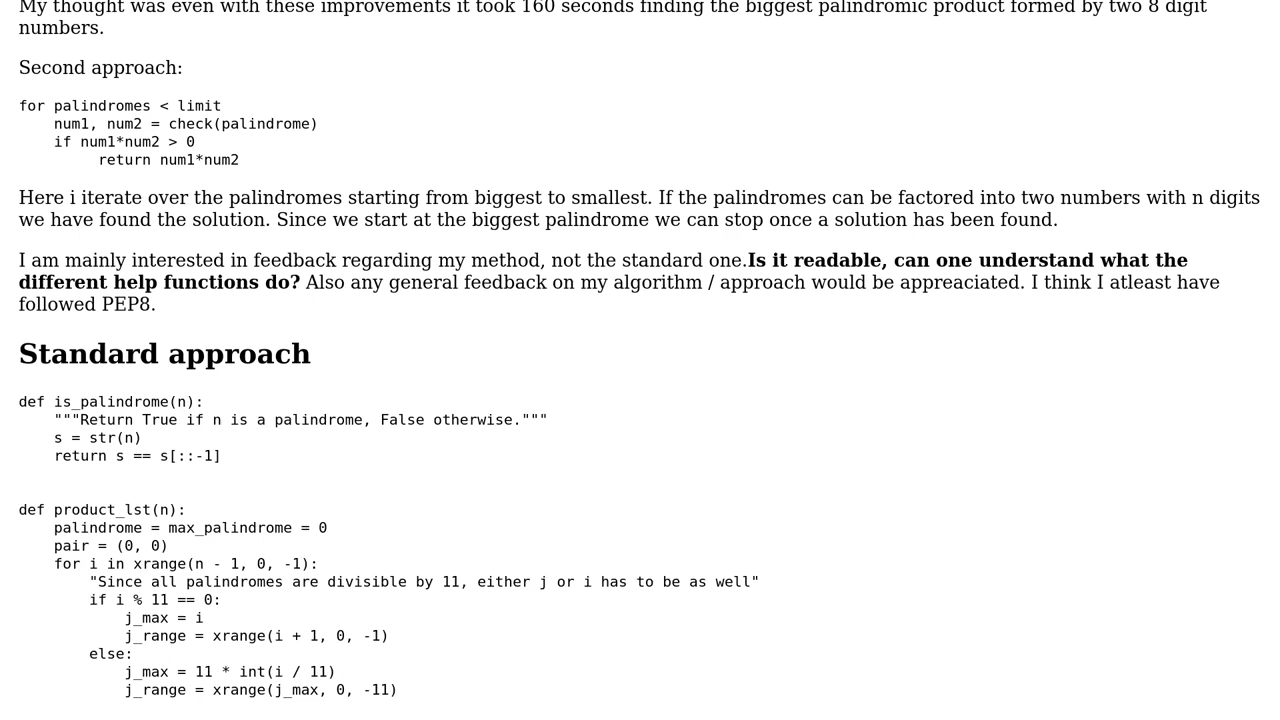 My thought was even with these improvements it took 160 seconds finding the biggest palindromic product formed by two 8 digit
numbers.
Second approach:
for palindromes < limit
    num1, num2 = check(palindrome)
    if num1*num2 > 0
         return num1*num2
Here i iterate over the palindromes starting from biggest to smallest. If the palindromes can be factored into two numbers with n digits
we have found the solution. Since we start at the biggest palindrome we can stop once a solution has been found.
I am mainly interested in feedback regarding my method, not the standard one.Is it readable, can one understand what the
different help functions do? Also any general feedback on my algorithm / approach would be appreaciated. I think I atleast have
followed PEP8.
Standard approach
def is_palindrome(n):
    """Return True if n is a palindrome, False otherwise."""
    s = str(n)
    return s == s[::-1]
def product_lst(n):
    palindrome = max_palindrome = 0
    pair = (0, 0)
    for i in xrange(n - 1, 0, -1):
        "Since all palindromes are divisible by 11, either j or i has to be as well"
        if i % 11 == 0:
            j_max = i
            j_range = xrange(i + 1, 0, -1)
        else:
            j_max = 11 * int(i / 11)
            j_range = xrange(j_max, 0, -11)